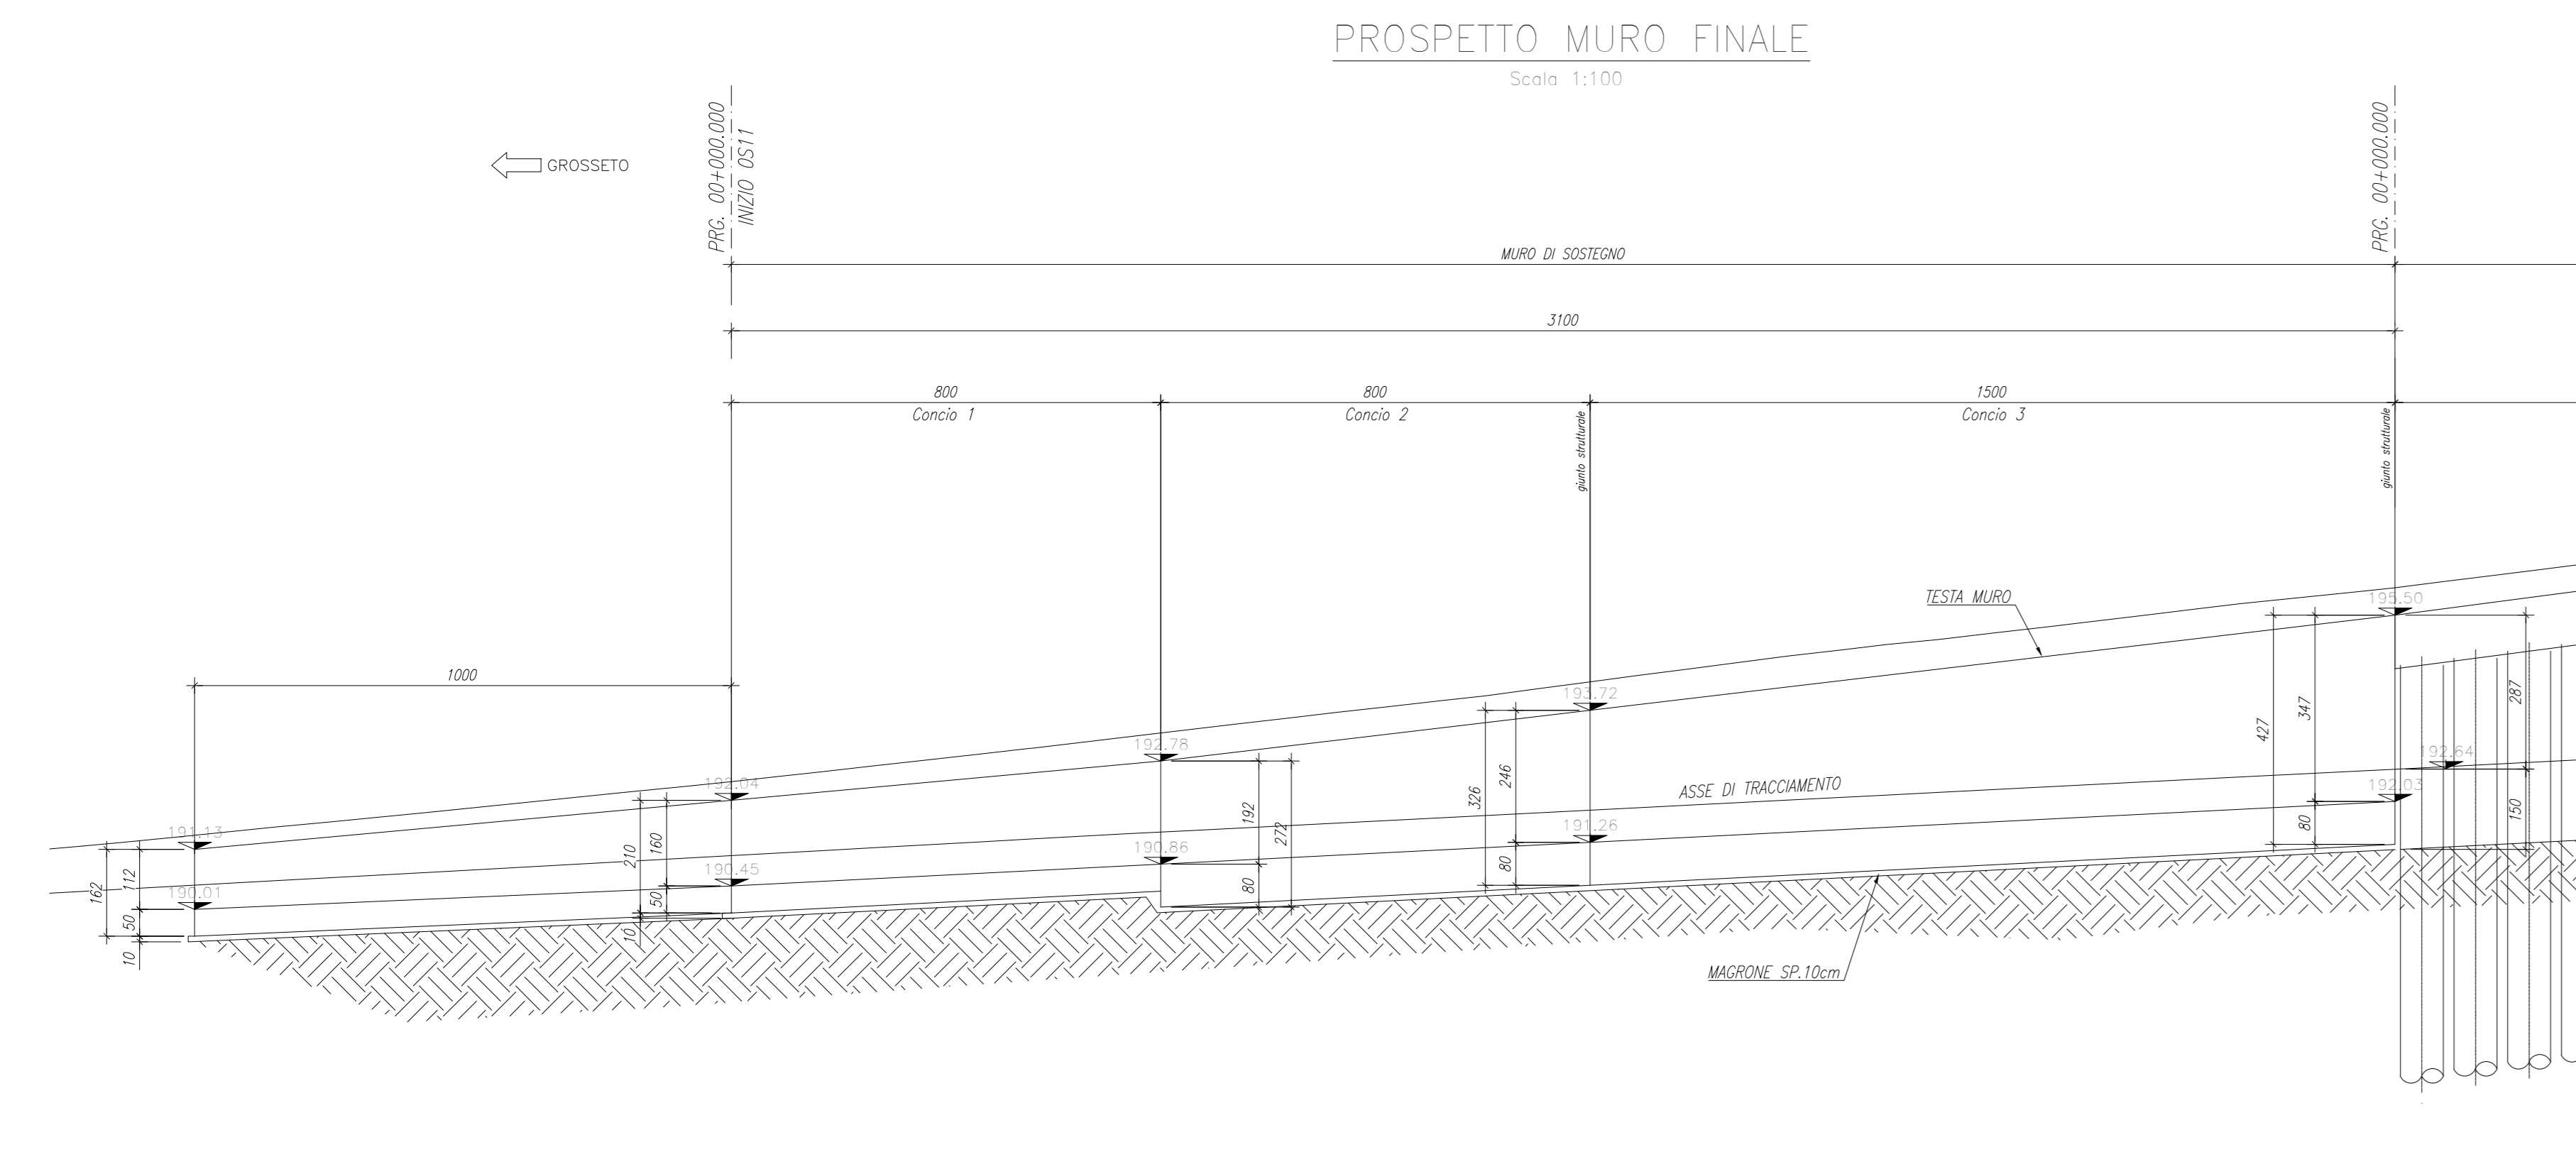 PROSPETTO MURO FINALE
Scala 1:100
PRG. 00+000.000
INIZIO OS11
PRG. 00+000.000
GROSSETO
MURO DI SOSTEGNO
3100
800
Concio 1
800
Concio 2
1500
Concio 3
giunto strutturale
giunto strutturale
TESTA MURO
195.50
1000
193.72
192.78
192.04
191.13
192.64
192.03
ASSE DI TRACCIAMENTO
191.26
190.86
190.45
190.01
162
112
50
10
210
160
50
10
192
272
80
326
246
80
427
347
80
287
150
MAGRONE SP.10cm